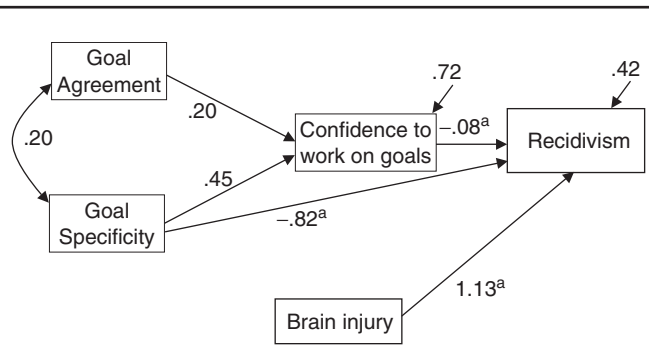 Goal
Agreement
.20
.20
Goal
Specificity
.45
–.82ᵃ
.72
Confidence to
work on goals
–.08ᵃ
.42
Recidivism
Brain injury
1.13ᵃ